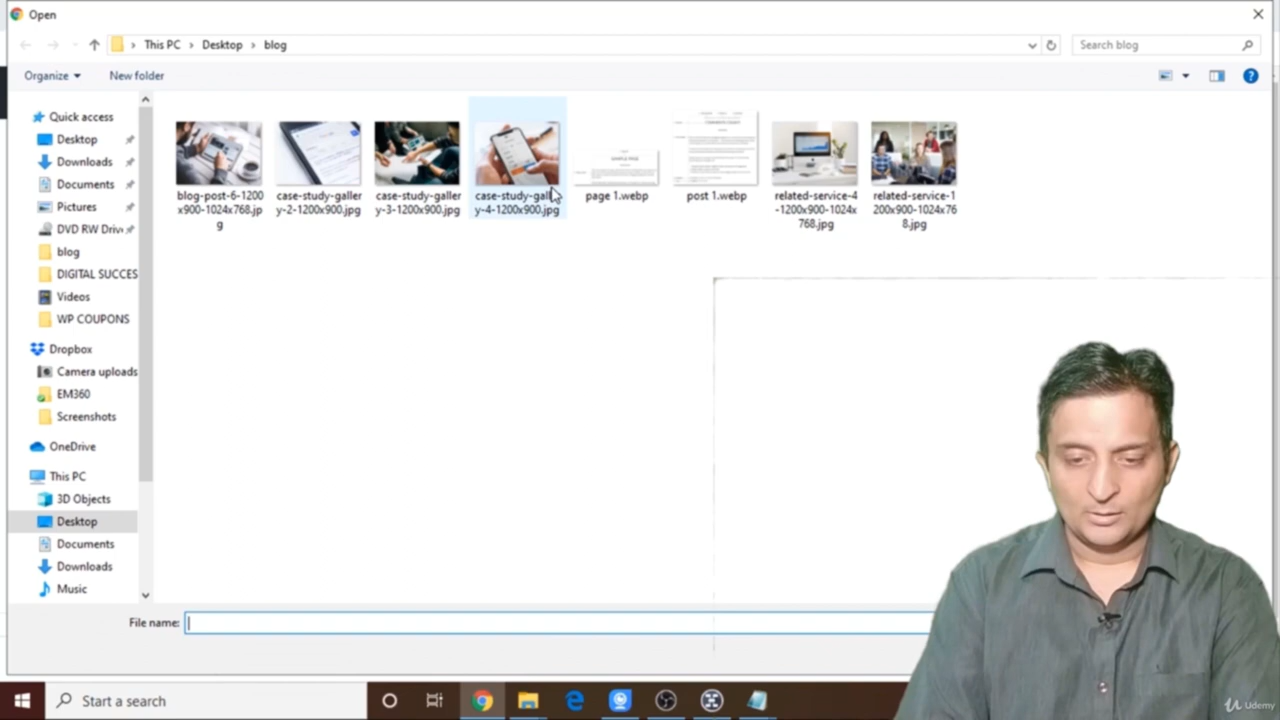 Open
This PC > Desktop > blog
Search blog
Organize
New folder
Quick access
Desktop
Downloads
Documents
Pictures
DVD RW Driv
blog
DIGITAL SUCCES
Videos
WP COUPONS
Dropbox
Camera uploads
EM360
Screenshots
OneDrive
This PC
3D Objects
Desktop
Documents
Downloads
Music
blog-post-6-1200
x900-1024x768.jp
g
case-study-galler
y-2-1200x900.jpg
case-study-galler
y-3-1200x900.jpg
case-study-gall
y-4-1200x900.jpg
page 1.webp
SAMPLE PAGE
post 1.webp
related-service-4
-1200x900-1024x
768.jpg
related-service-1
200x900-1024x76
8.jpg
File name:
Start a search
Udemy